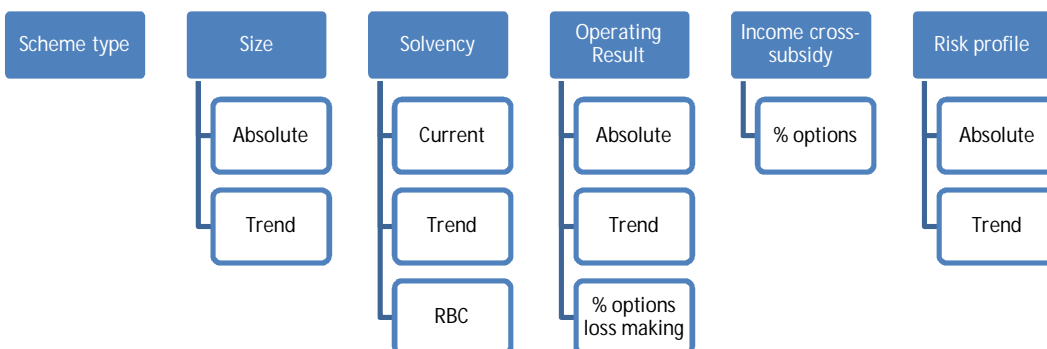 Scheme type
Size
Solvency
Operating
Result
Income cross-
subsidy
Risk profile
Absolute
Current
Absolute
% options
Absolute
Trend
Trend
Trend
Trend
RBC
% options
loss making